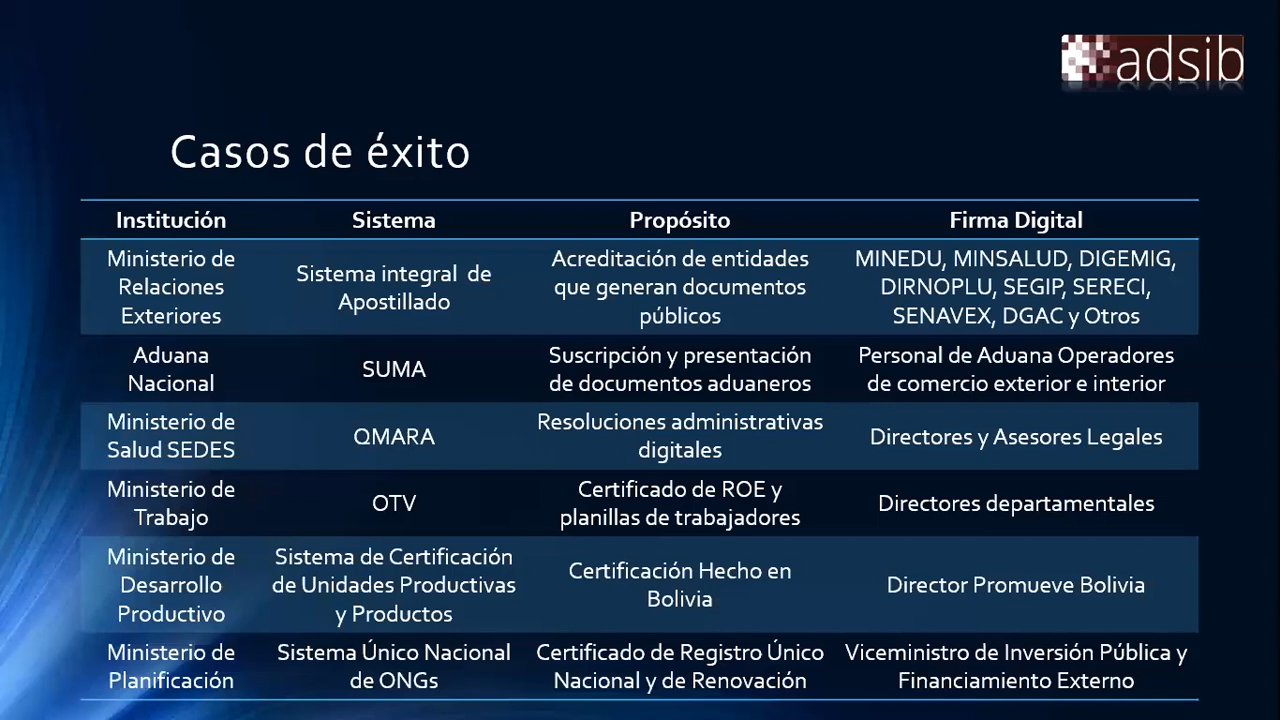 adsib
Casos de éxito
Institución Sistema Propósito Firma Digital
Ministerio de
Relaciones
Exteriores
Sistema integral de
Apostillado
Acreditación de entidades
que generan documentos
públicos
MINEDU, MINSALUD, DIGEMIG,
DIRNOPLU, SEGIP, SERECI,
SENAVEX, DGAC y Otros
Aduana
Nacional
SUMA
Suscripción y presentación
de documentos aduaneros
Personal de Aduana Operadores
de comercio exterior e interior
Ministerio de
Salud SEDES
QMARA
Resoluciones administrativas
digitales
Directores y Asesores Legales
Ministerio de
Trabajo
OTV
Certificado de ROE y
planillas de trabajadores
Directores departamentales
Ministerio de
Desarrollo
Productivo
Sistema de Certificación
de Unidades Productivas
y Productos
Certificación Hecho en
Bolivia
Director Promueve Bolivia
Ministerio de
Planificación
Sistema Único Nacional
de ONGs
Certificado de Registro Único
Nacional y de Renovación
Viceministro de Inversión Pública y
Financiamiento Externo